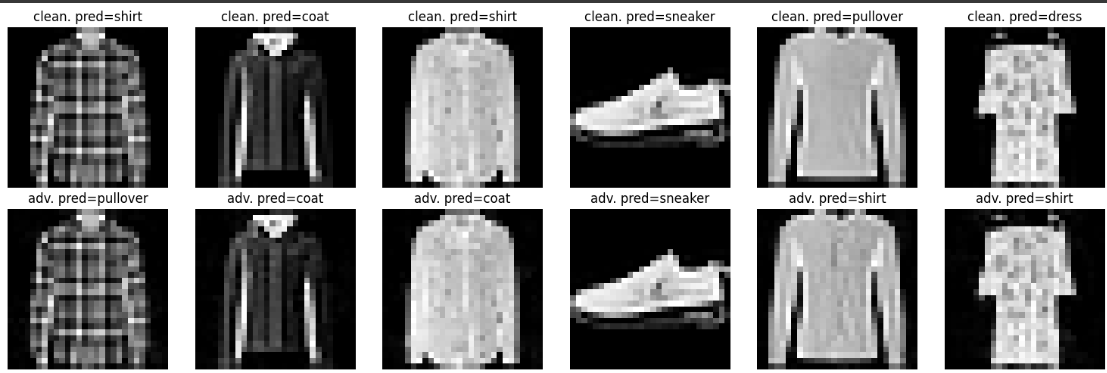 clean. pred=shirt
clean. pred=coat
clean. pred=shirt
clean. pred=sneaker
clean. pred=pullover
clean. pred=dress
adv. pred=pullover
adv. pred=coat
adv. pred=coat
adv. pred=sneaker
adv. pred=shirt
adv. pred=shirt